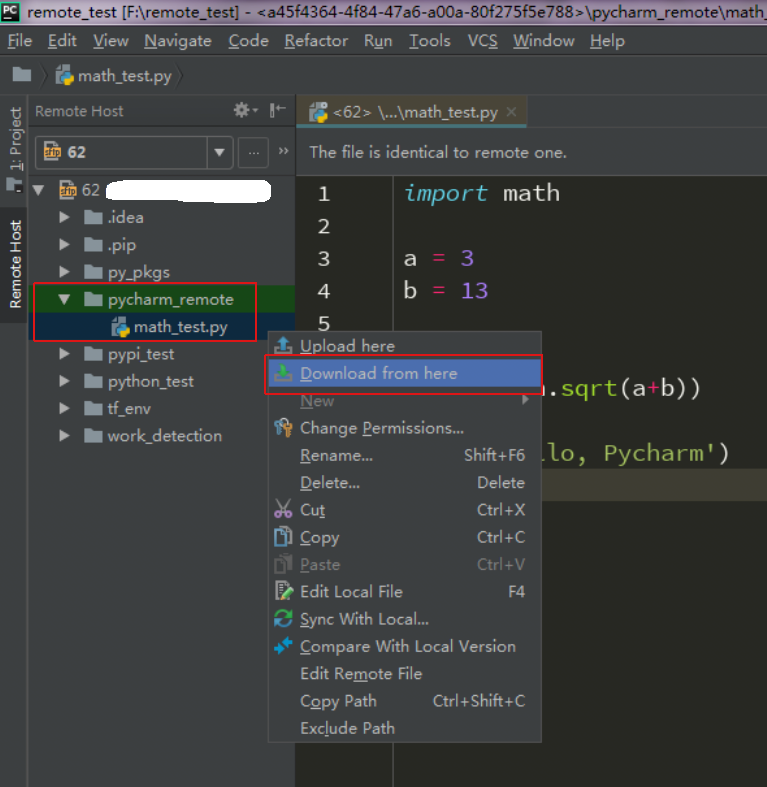 PC remote_test [F:\remote_test] - <a45f4364-4f84-47a6-a00a-80f275f5e788>\pycharm_remote\math_
File Edit View Navigate Code Refactor Run Tools VCS Window Help
math_test.py
1: Project
Remote Host
Remote Host
<62> \...\math_test.py
sftp 62
...
The file is identical to remote one.
sftp 62
.idea
.pip
py_pkgs
pycharm_remote
math_test.py
pypi_test
python_test
tf_env
work_detection
1 import math
2
3 a = 3
4 b = 13
5
.sqrt(a+b))
llo, Pycharm')
Upload here
Download from here
New
Change Permissions...
Rename... Shift+F6
Delete... Delete
Cut Ctrl+X
Copy Ctrl+C
Paste Ctrl+V
Edit Local File F4
Sync With Local...
Compare With Local Version
Edit Remote File
Copy Path Ctrl+Shift+C
Exclude Path